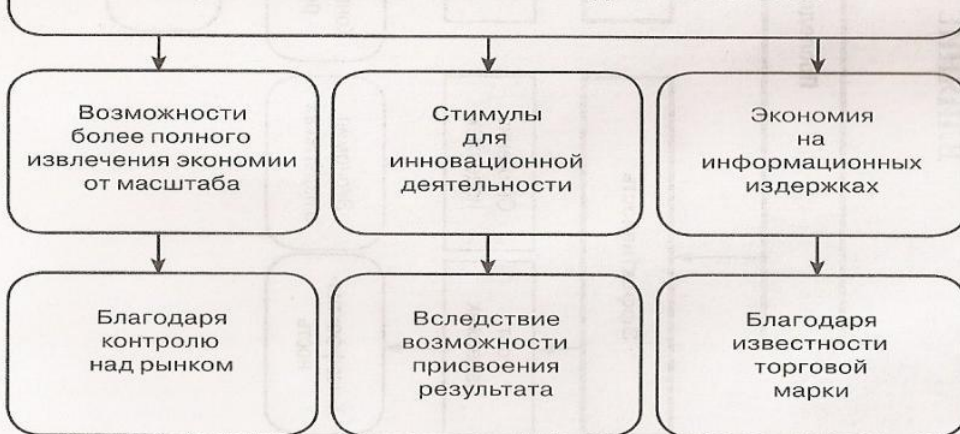 Возможности
более полного
извлечения экономии
от масштаба
Стимулы
для
инновационной
деятельности
Экономия
на
информационных
издержках
Благодаря
контролю
над рынком
Вследствие
возможности
присвоения
результата
Благодаря
известности
торговой
марки